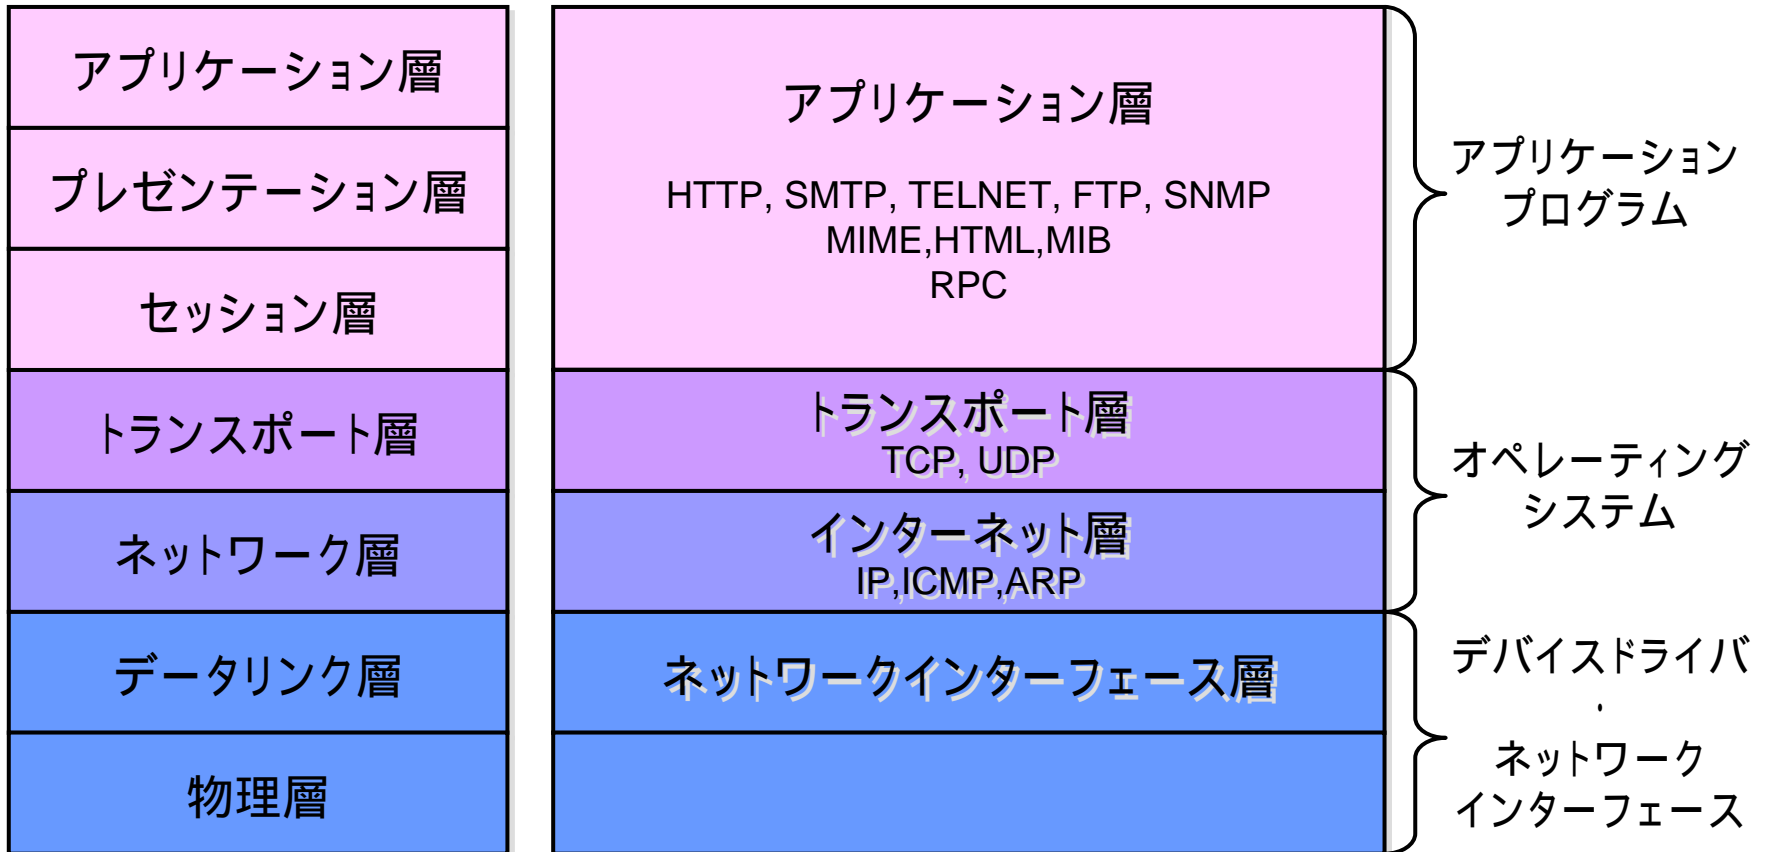 アプリケーション層
プレゼンテーション層
セッション層
トランスポート層
ネットワーク層
データリンク層
物理層
アプリケーション層
HTTP, SMTP, TELNET, FTP, SNMP
MIME,HTML,MIB
RPC
トランスポート層
TCP, UDP
インターネット層
IP,ICMP,ARP
ネットワークインターフェース層
アプリケーション
プログラム
オペレーティング
システム
デバイスドライバ
・
ネットワーク
インターフェース